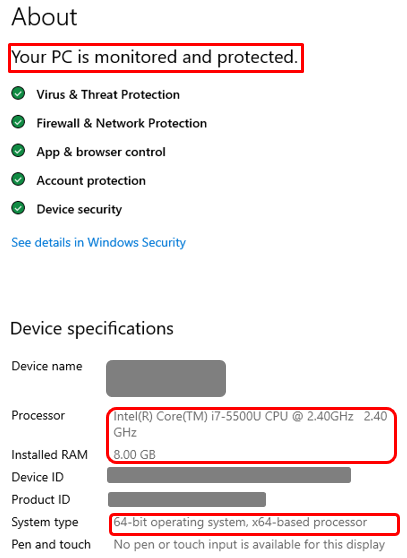 About
Your PC is monitored and protected.
Virus & Threat Protection
Firewall & Network Protection
App & browser control
Account protection
Device security
See details in Windows Security
Device specifications
Device name
Processor Intel(R) Core(TM) i7-5500U CPU @ 2.40GHz 2.40
GHz
Installed RAM 8.00 GB
Device ID
Product ID
System type 64-bit operating system, x64-based processor
Pen and touch No pen or touch input is available for this display